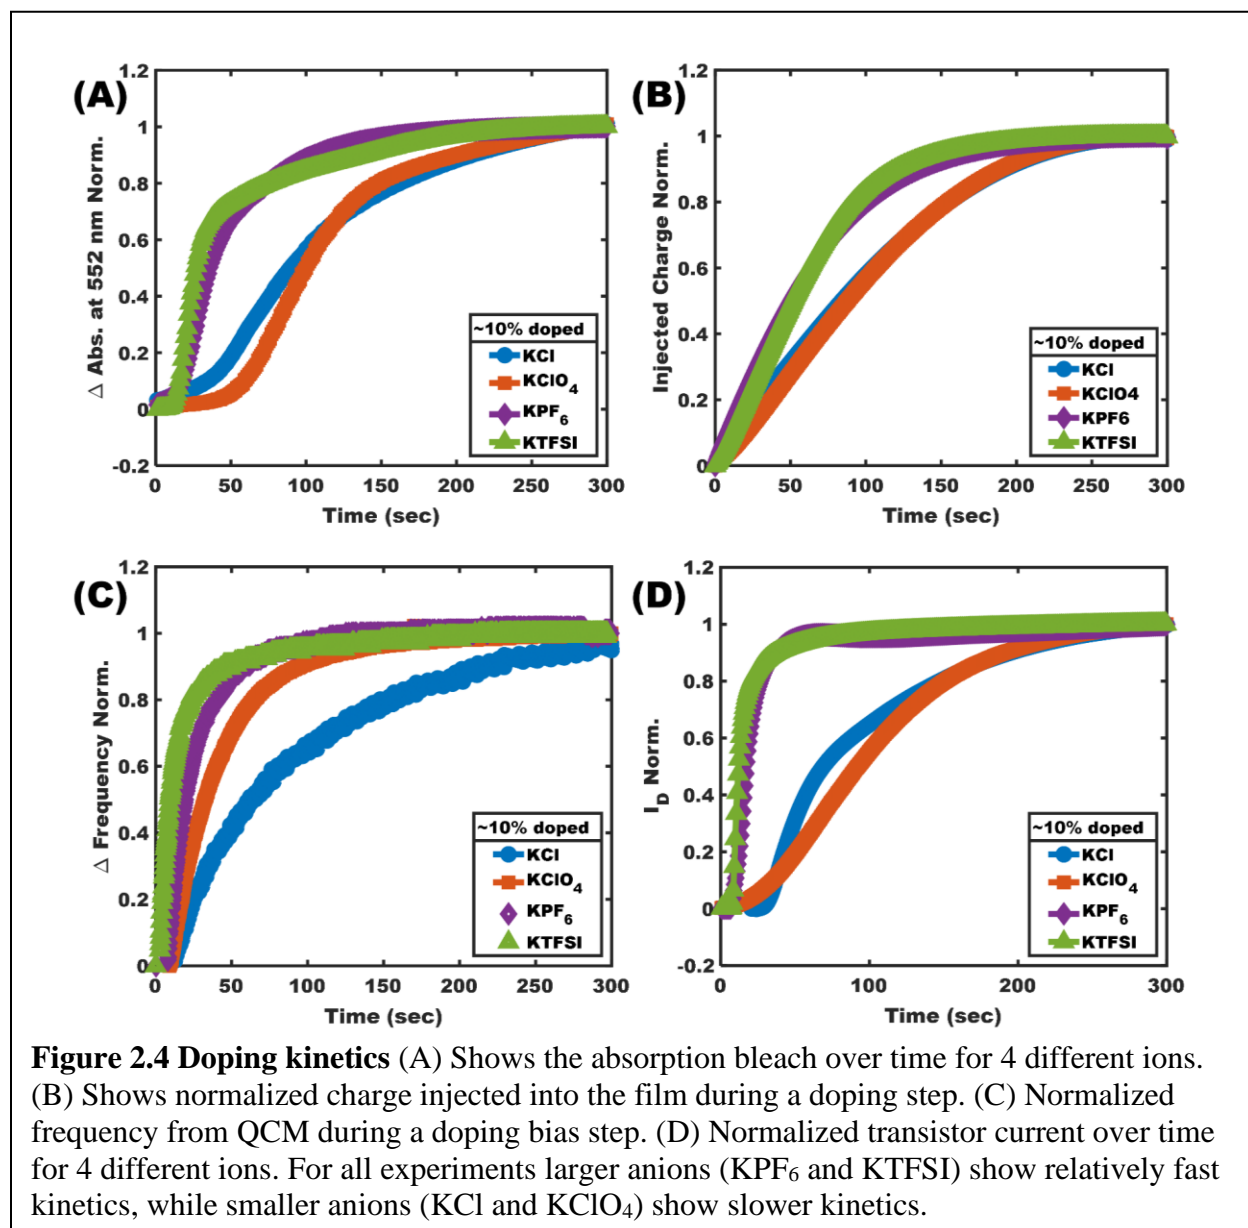 (A)
1.2
1
0.8
0.6
0.4
0.2
0
-0.2
△ Abs. at 552 nm Norm.
0 50 100 150 200 250 300
Time (sec)
~10% doped
KCl
KClO₄
KPF₆
KTFSI
(B)
1.2
1
0.8
0.6
0.4
0.2
0
Injected Charge Norm.
0 50 100 150 200 250 300
Time (sec)
~10% doped
KCl
KClO4
KPF6
KTFSI
(C)
1.2
1
0.8
0.6
0.4
0.2
0
△ Frequency Norm.
0 50 100 150 200 250 300
Time (sec)
~10% doped
KCl
KClO₄
KPF₆
KTFSI
(D)
1.2
1
0.8
0.6
0.4
0.2
0
-0.2
I_D Norm.
0 100 200 300
Time (sec)
~10% doped
KCl
KClO₄
KPF₆
KTFSI
Figure 2.4 Doping kinetics (A) Shows the absorption bleach over time for 4 different ions.
(B) Shows normalized charge injected into the film during a doping step. (C) Normalized
frequency from QCM during a doping bias step. (D) Normalized transistor current over time
for 4 different ions. For all experiments larger anions (KPF₆ and KTFSI) show relatively fast
kinetics, while smaller anions (KCl and KClO₄) show slower kinetics.